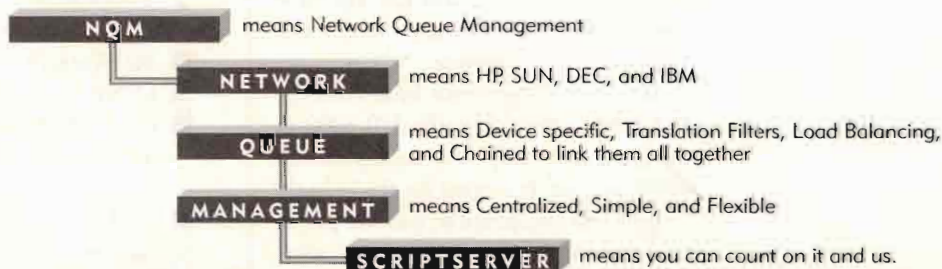 NQM means Network Queue Management
NETWORK means HP, SUN, DEC, and IBM
QUEUE means Device specific, Translation Filters, Load Balancing,
and Chained to link them all together
MANAGEMENT means Centralized, Simple, and Flexible
SCRIPTSERVER means you can count on it and us.